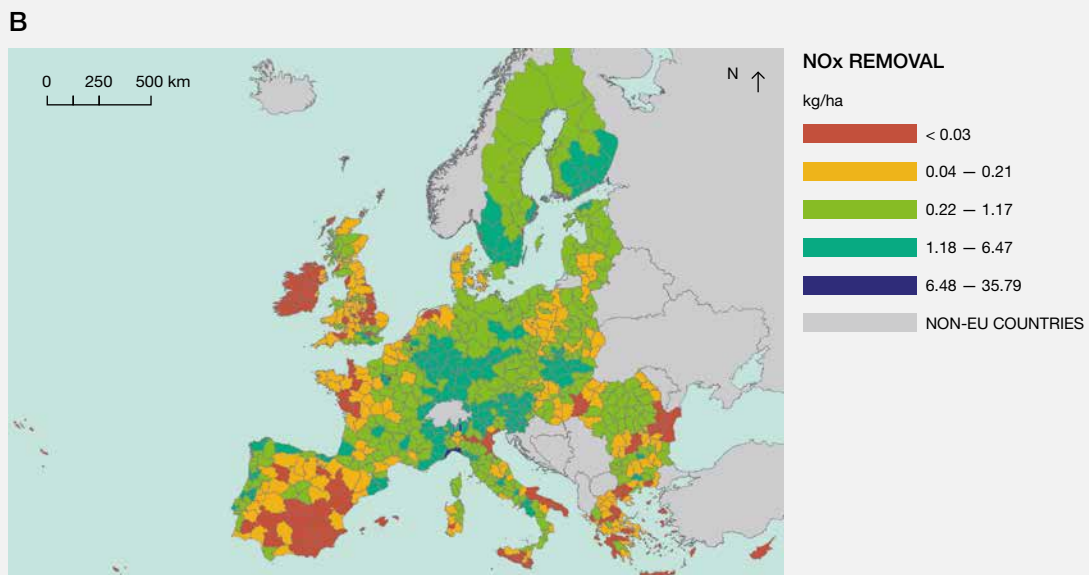 B
0 250 500 km
N
NOx REMOVAL
kg/ha
< 0.03
0.04 — 0.21
0.22 — 1.17
1.18 — 6.47
6.48 — 35.79
NON-EU COUNTRIES